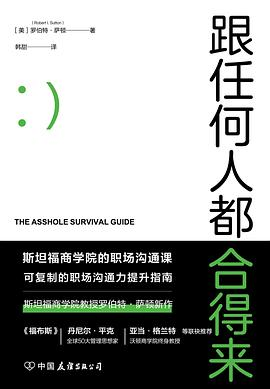 (Robert I. Sutton)
[美] 罗伯特·萨顿 著
韩甜 译
跟任何人都合得来
:)
THE ASSHOLE SURVIVAL GUIDE
斯坦福商学院的职场沟通课
可复制的职场沟通力提升指南
斯坦福商学院教授罗伯特·萨顿新作
《福布斯》 丹尼尔·平克 亚当·格兰特 等联袂推荐
全球50大管理思想家 沃顿商学院终身教授
中国友谊出版公司